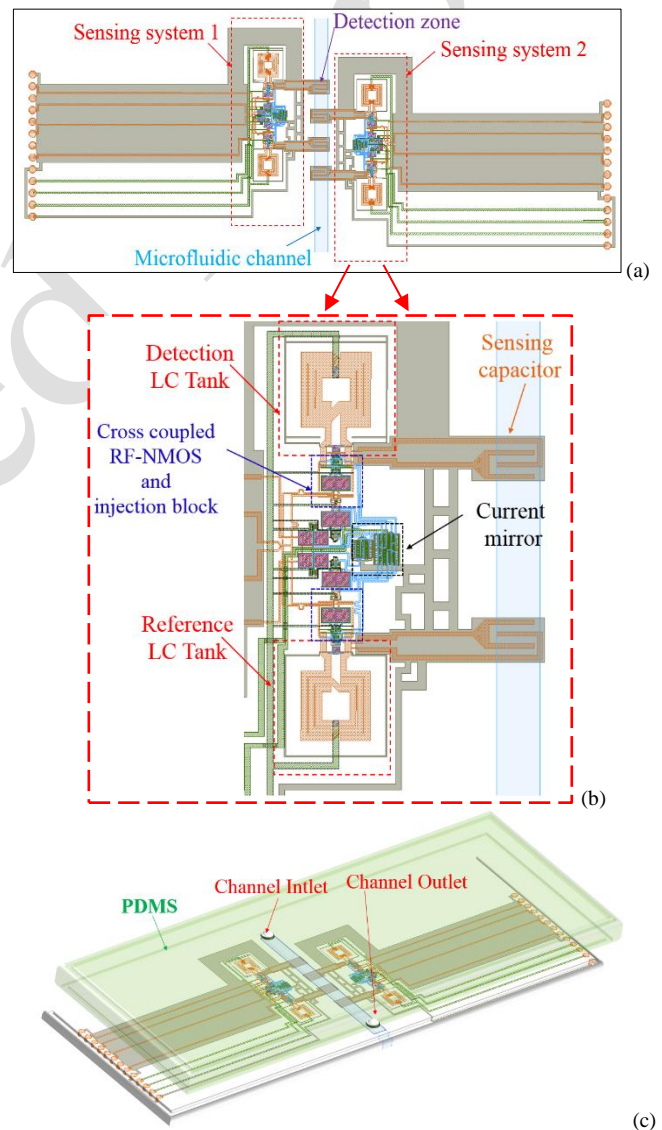 Detection zone
Sensing system 1
Sensing system 2
Microfluidic channel
(a)
Detection
LC Tank
Sensing
capacitor
Cross coupled
RF-NMOS
and
injection block
Current
mirror
Reference
LC Tank
(b)
Channel Intlet
Channel Outlet
PDMS
(c)